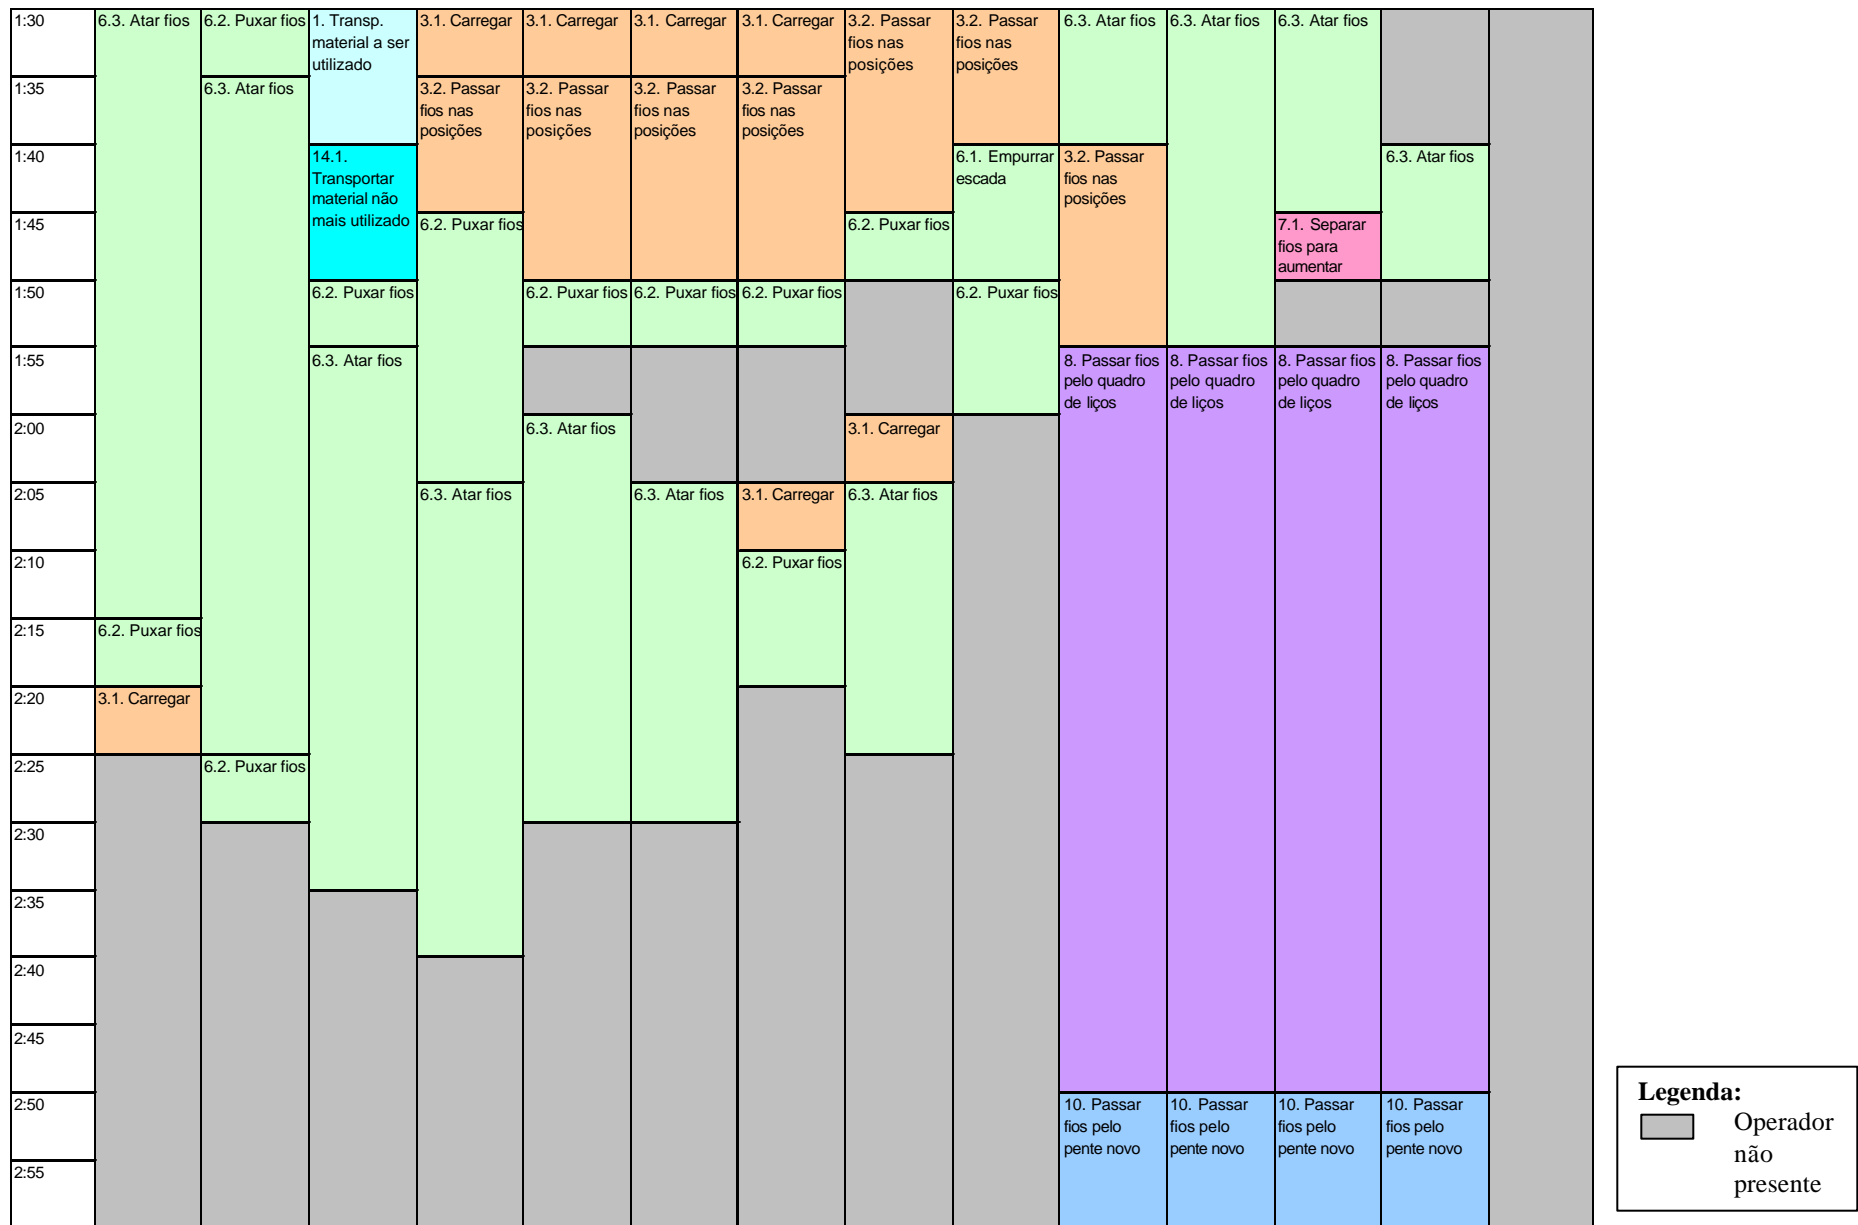 1:30
6.3. Atar fios
6.2. Puxar fios
1. Transp.
material a ser
utilizado
3.1. Carregar
3.1. Carregar
3.1. Carregar
3.1. Carregar
3.2. Passar
fios nas
posições
3.2. Passar
fios nas
posições
6.3. Atar fios
6.3. Atar fios
6.3. Atar fios
1:35
6.3. Atar fios
3.2. Passar
fios nas
posições
3.2. Passar
fios nas
posições
3.2. Passar
fios nas
posições
3.2. Passar
fios nas
posições
1:40
14.1.
Transportar
material não
mais utilizado
6.1. Empurrar
escada
3.2. Passar
fios nas
posições
6.3. Atar fios
1:45
6.2. Puxar fios
6.2. Puxar fios
7.1. Separar
fios para
aumentar
1:50
6.2. Puxar fios
6.2. Puxar fios
6.2. Puxar fios
6.2. Puxar fios
6.2. Puxar fios
1:55
6.3. Atar fios
8. Passar fios
pelo quadro
de liços
8. Passar fios
pelo quadro
de liços
8. Passar fios
pelo quadro
de liços
8. Passar fios
pelo quadro
de liços
2:00
6.3. Atar fios
3.1. Carregar
2:05
6.3. Atar fios
6.3. Atar fios
3.1. Carregar
6.3. Atar fios
2:10
6.2. Puxar fios
2:15
6.2. Puxar fios
2:20
3.1. Carregar
2:25
6.2. Puxar fios
2:30
2:35
2:40
2:45
2:50
10. Passar
fios pelo
pente novo
10. Passar
fios pelo
pente novo
10. Passar
fios pelo
pente novo
10. Passar
fios pelo
pente novo
2:55
Legenda:
Operador
não
presente